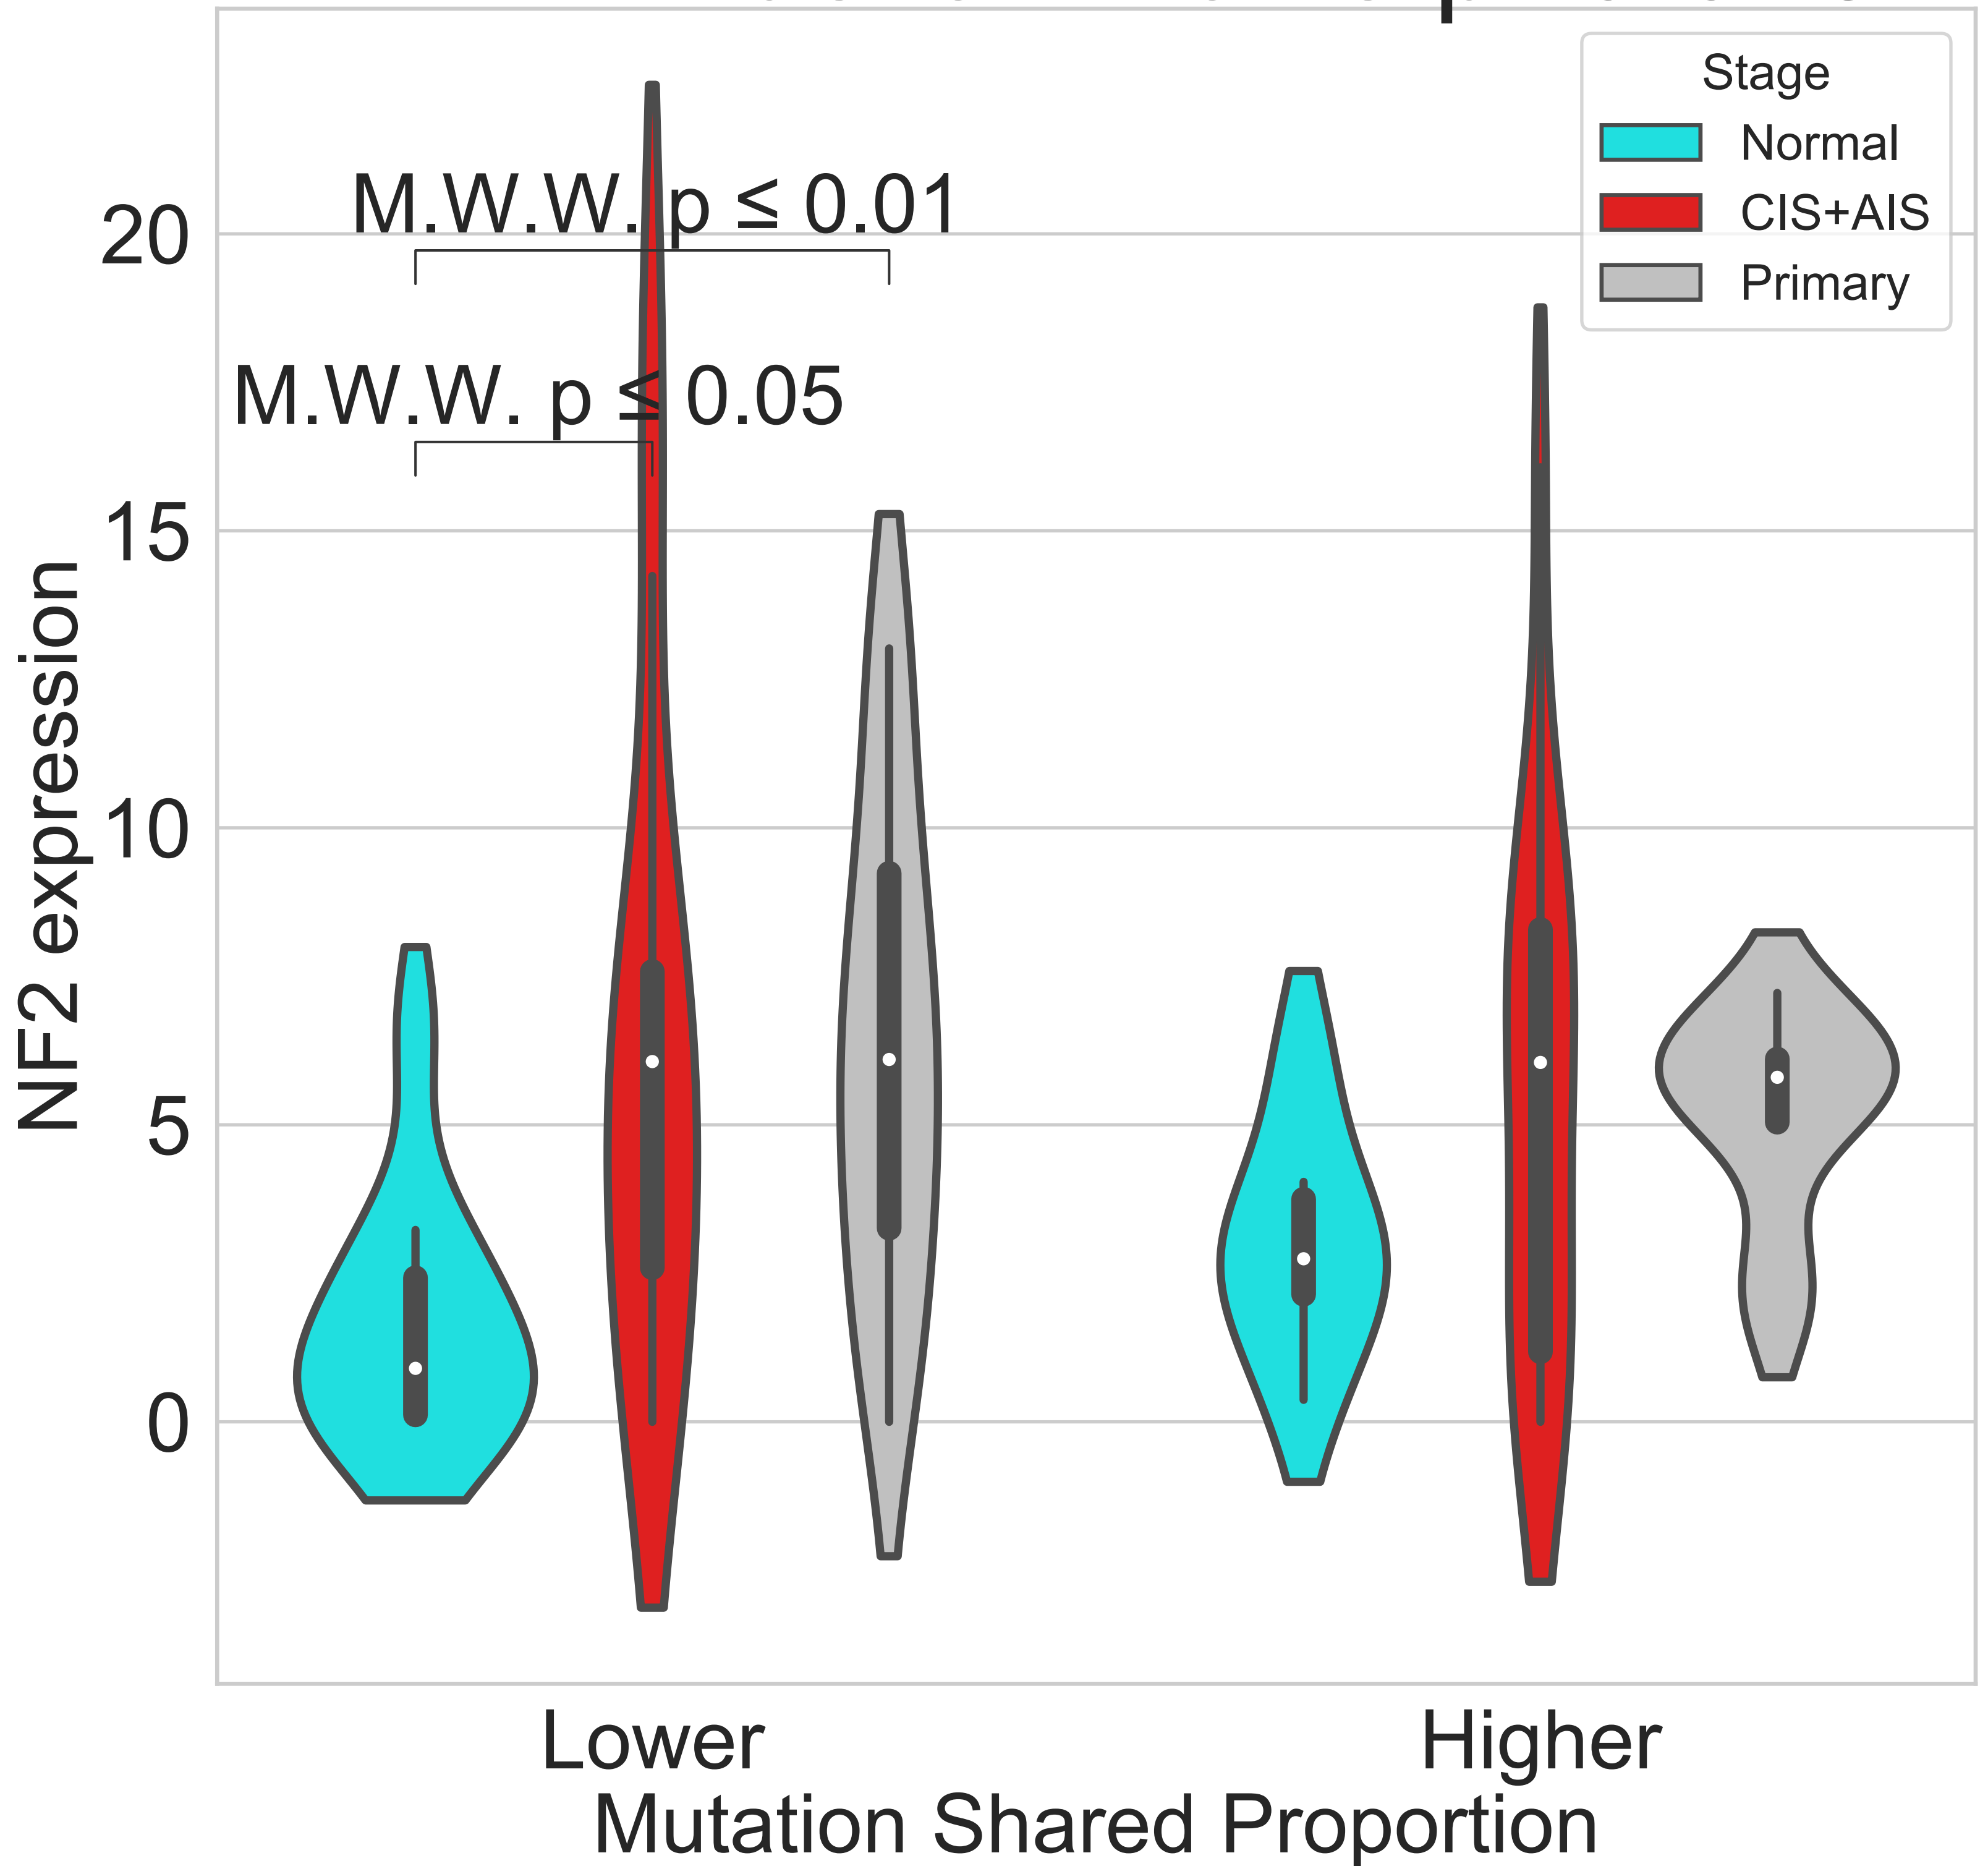 Stage
Normal
CIS+AIS
Primary
M.W.W. p ≤ 0.01
M.W.W. p ≤ 0.05
20
15
10
5
0
NF2 expression
Lower
Higher
Mutation Shared Proportion